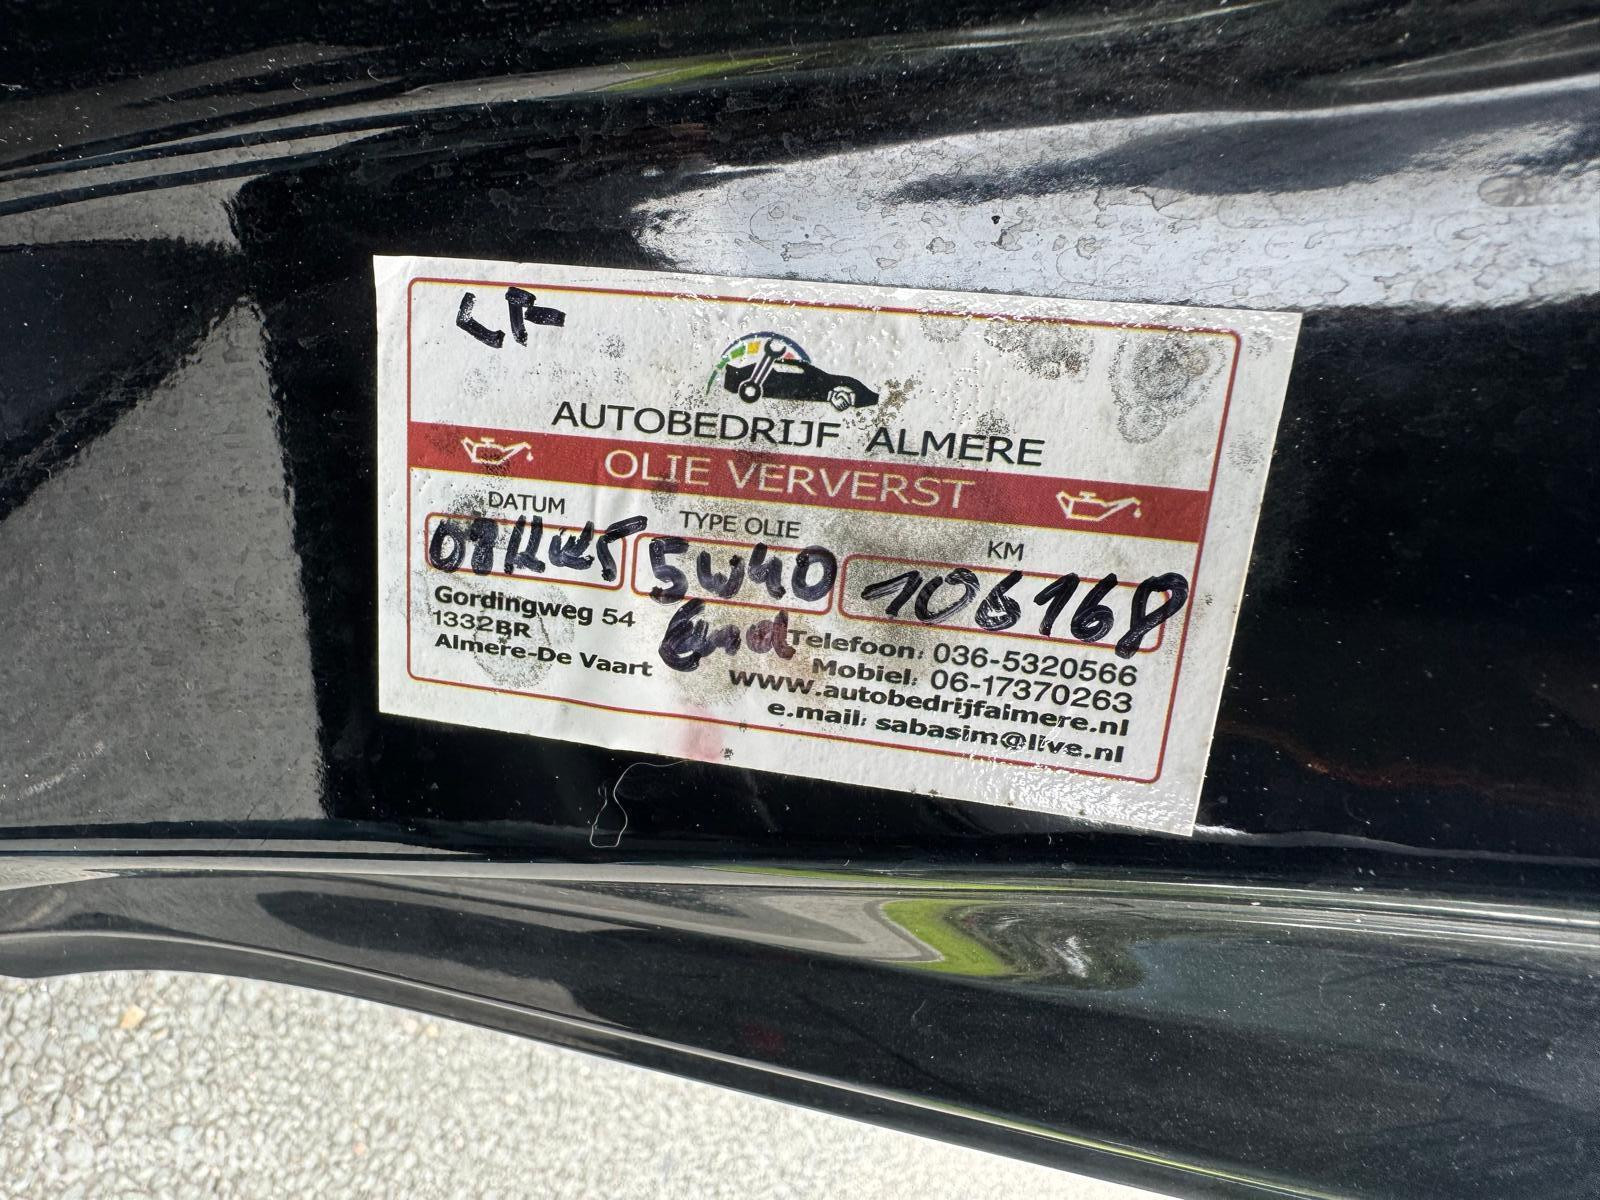 LR
AUTOBEDRIJF ALMERE
OLIE VERVERST
DATUM TYPE OLIE KM
5W40 106168
Gordingweg 54
1332BR
Almere-De Vaart
Telefoon: 036-5320566
Mobiel: 06-17370263
www.autobedrijfalmere.nl
e.mail: sabasim@live.nl